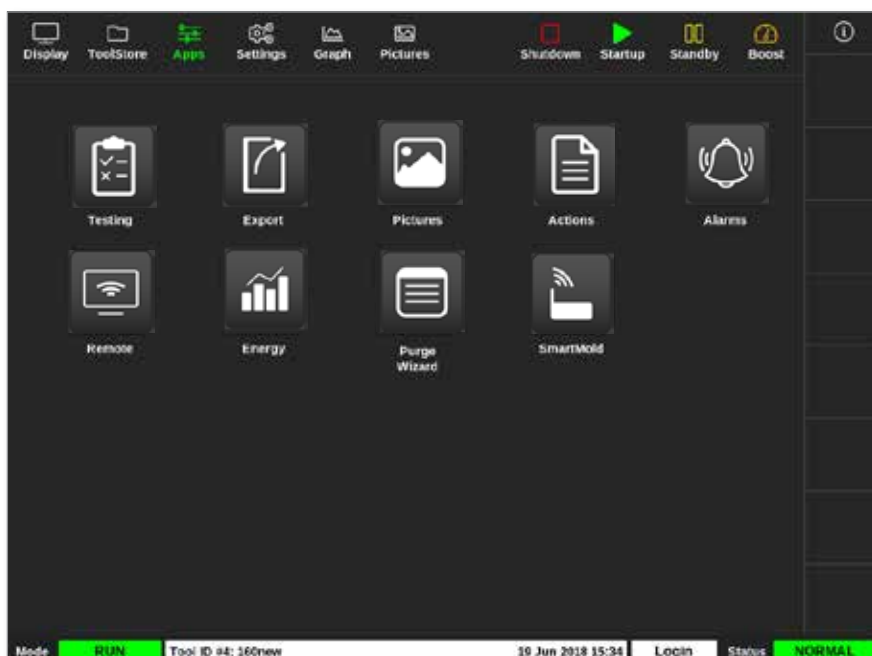 Display ToolStore Apps Settings Graph Pictures Shutdown Startup Standby Boost
Testing Export Pictures Actions Alarms
Remote Energy Purge Wizard SmartMold
Mode RUN Tool ID #4: 160new 19 Jun 2018 15:34 Login Status NORMAL